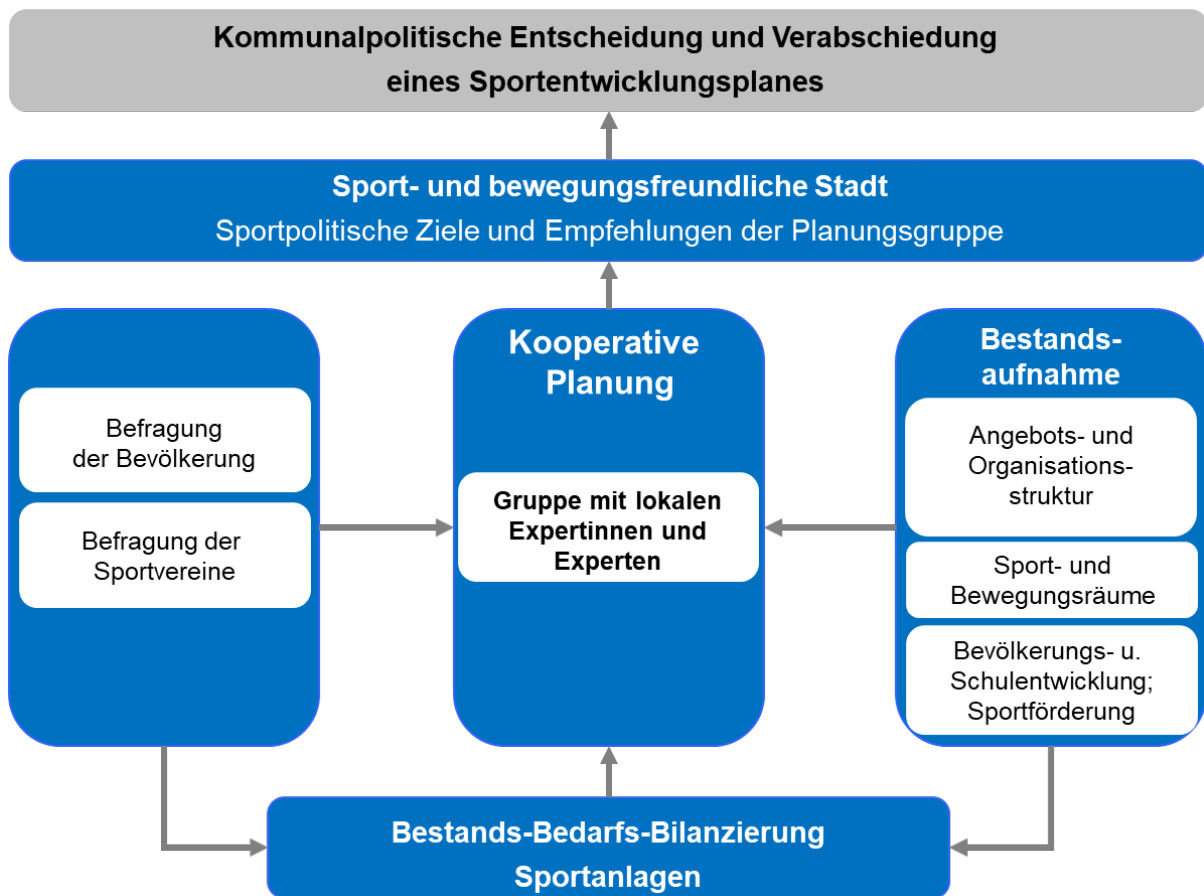 Kommunalpolitische Entscheidung und Verabschiedung
eines Sportentwicklungsplanes
Sport- und bewegungsfreundliche Stadt
Sportpolitische Ziele und Empfehlungen der Planungsgruppe
Befragung
der Bevölkerung
Befragung der
Sportvereine
Kooperative
Planung
Gruppe mit lokalen
Expertinnen und
Experten
Bestands-
aufnahme
Angebots- und
Organisations-
struktur
Sport- und
Bewegungsräume
Bevölkerungs- u.
Schulentwicklung;
Sportförderung
Bestands-Bedarfs-Bilanzierung
Sportanlagen